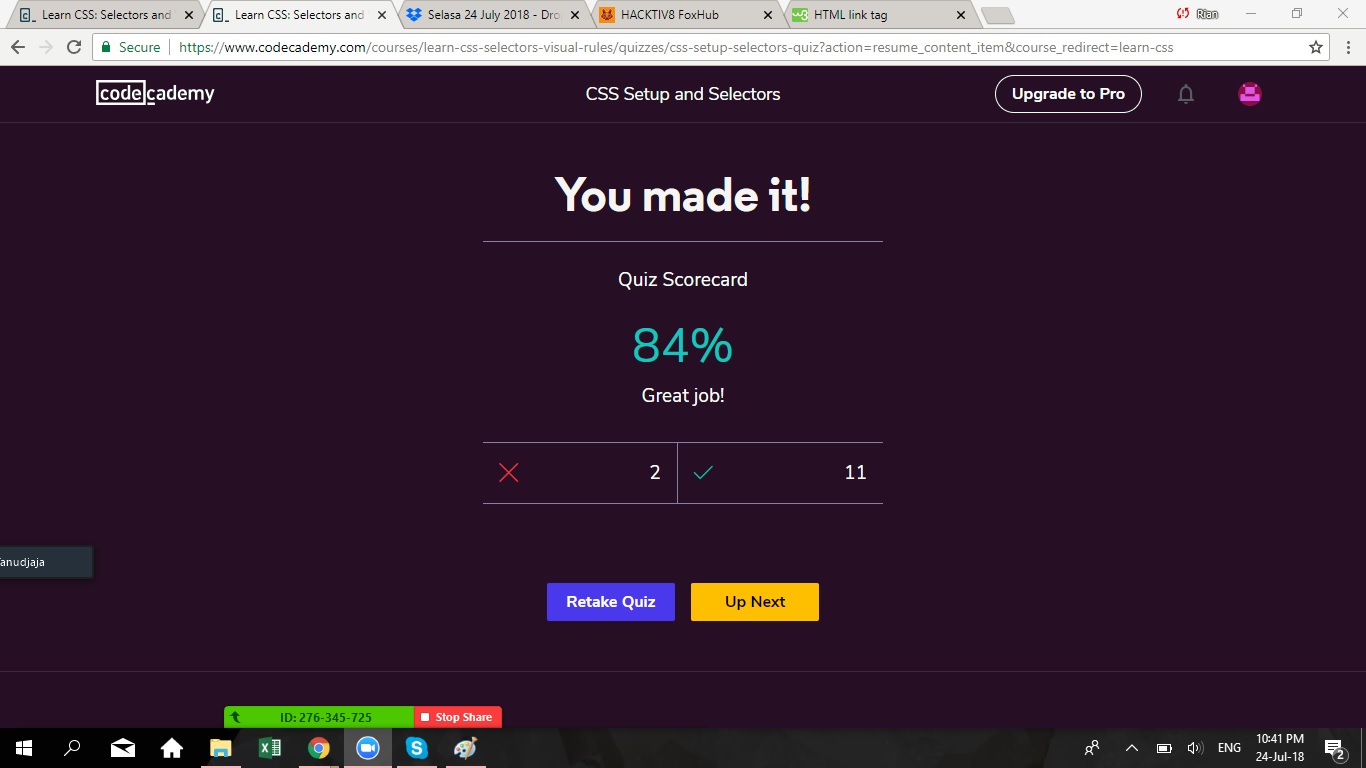 Learn CSS: Selectors and
Learn CSS: Selectors and
Selasa 24 July 2018 - Dro
HACKTIV8 FoxHub
HTML link tag
Rian
Secure
https://www.codecademy.com/courses/learn-css-selectors-visual-rules/quizzes/css-setup-selectors-quiz?action=resume_content_item&course_redirect=learn-css
codecademy
CSS Setup and Selectors
Upgrade to Pro
You made it!
Quiz Scorecard
84%
Great job!
2
11
anudjaja
Retake Quiz
Up Next
ID: 276-345-725
Stop Share
ENG
10:41 PM
24-Jul-18
2